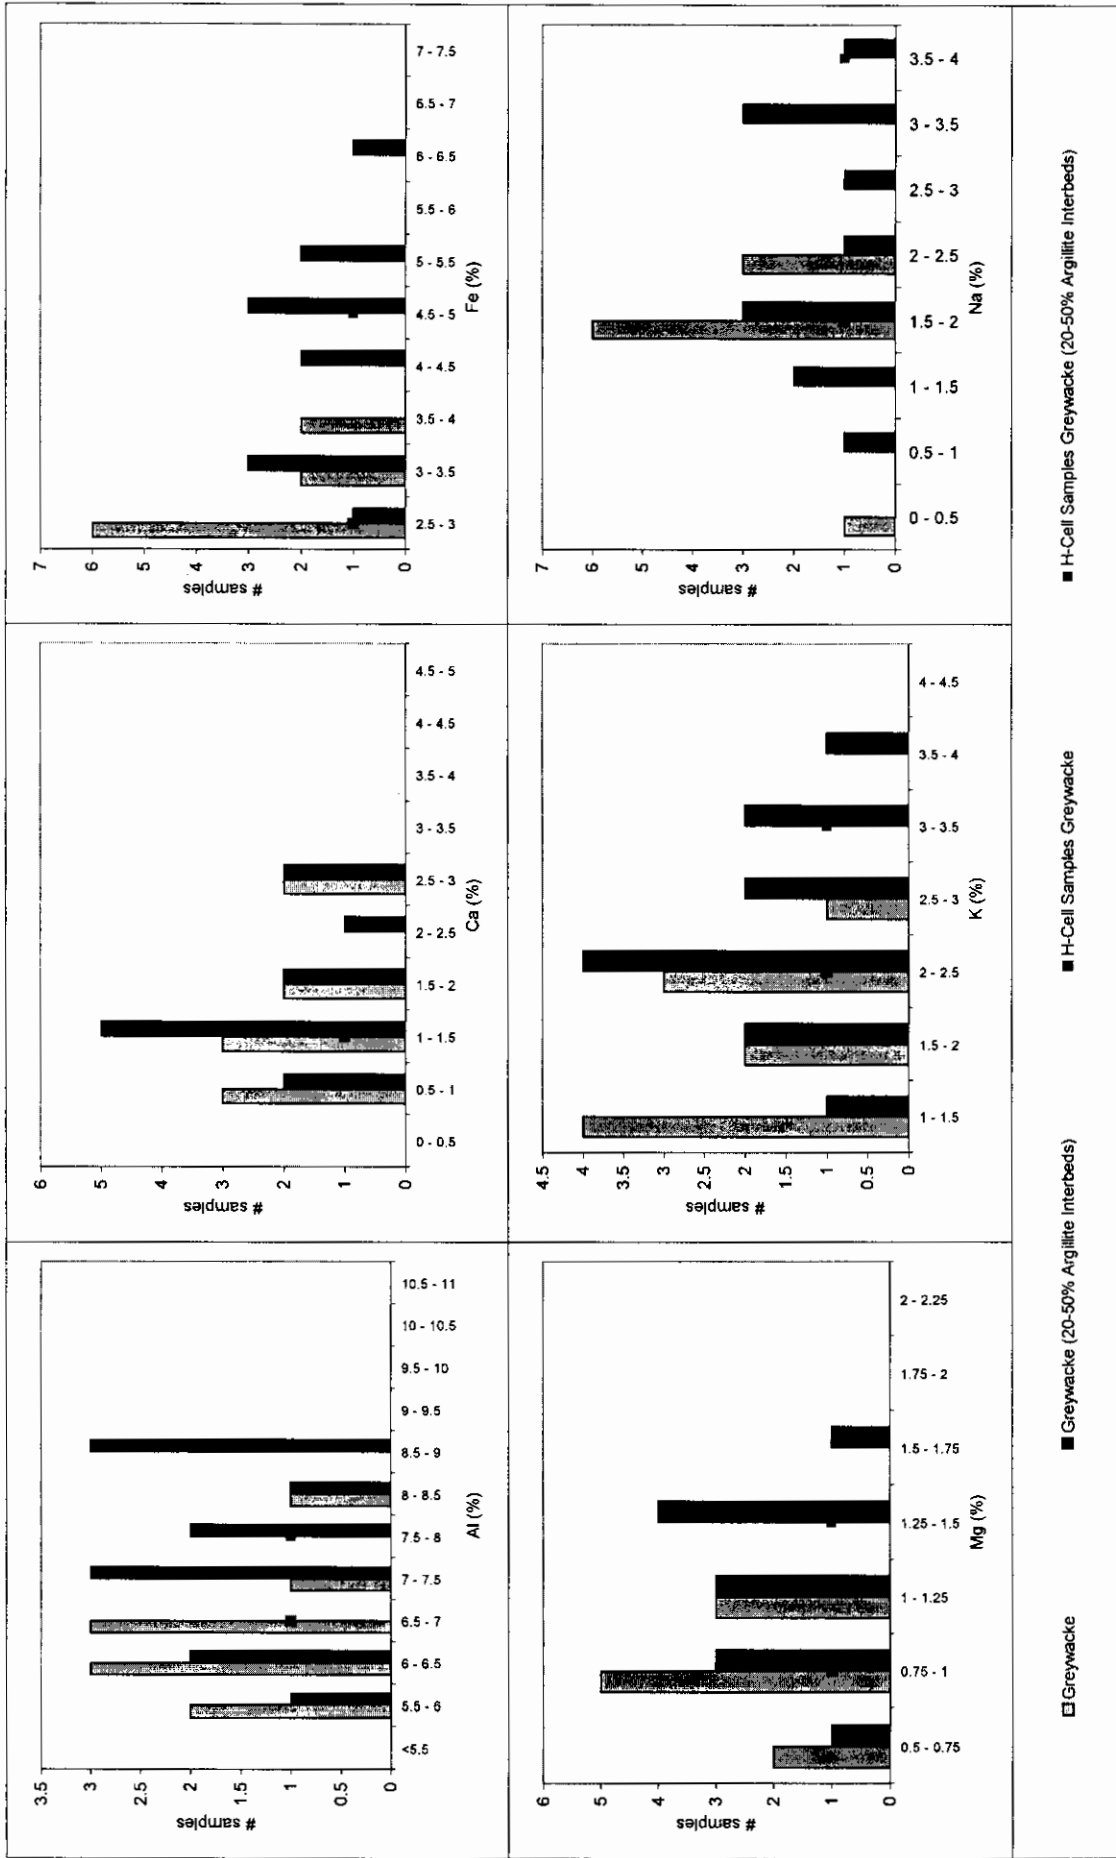 3.5
3
2.5
2
1.5
1
0.5
0
# samples
<5.5
5.5 - 6
6 - 6.5
6.5 - 7
7 - 7.5
7.5 - 8
8 - 8.5
8.5 - 9
9 - 9.5
9.5 - 10
10 - 10.5
10.5 - 11
Al (%)
6
5
4
3
2
1
0
# samples
0 - 0.5
0.5 - 1
1 - 1.5
1.5 - 2
2 - 2.5
2.5 - 3
3 - 3.5
3.5 - 4
4 - 4.5
4.5 - 5
Ca (%)
7
6
5
4
3
2
1
0
# samples
2.5 - 3
3 - 3.5
3.5 - 4
4 - 4.5
4.5 - 5
5 - 5.5
5.5 - 6
6 - 6.5
6.5 - 7
7 - 7.5
Fe (%)
6
5
4
3
2
1
0
# samples
0.5 - 0.75
0.75 - 1
1 - 1.25
1.25 - 1.5
1.5 - 1.75
1.75 - 2
2 - 2.25
Mg (%)
4.5
4
3.5
3
2.5
2
1.5
1
0.5
0
# samples
1 - 1.5
1.5 - 2
2 - 2.5
2.5 - 3
3 - 3.5
3.5 - 4
4 - 4.5
K (%)
7
6
5
4
3
2
1
0
# samples
0 - 0.5
0.5 - 1
1 - 1.5
1.5 - 2
2 - 2.5
2.5 - 3
3 - 3.5
3.5 - 4
Na (%)
Greywacke
Greywacke (20-50% Argillite Interbeds)
H-Cell Samples Greywacke
H-Cell Samples Greywacke (20-50% Argillite Interbeds)